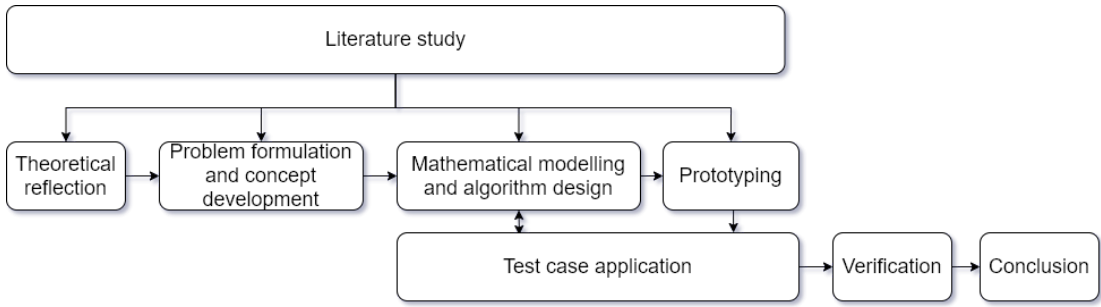 Literature study
Theoretical
reflection
Problem formulation
and concept
development
Mathematical modelling
and algorithm design
Prototyping
Test case application
Verification
Conclusion